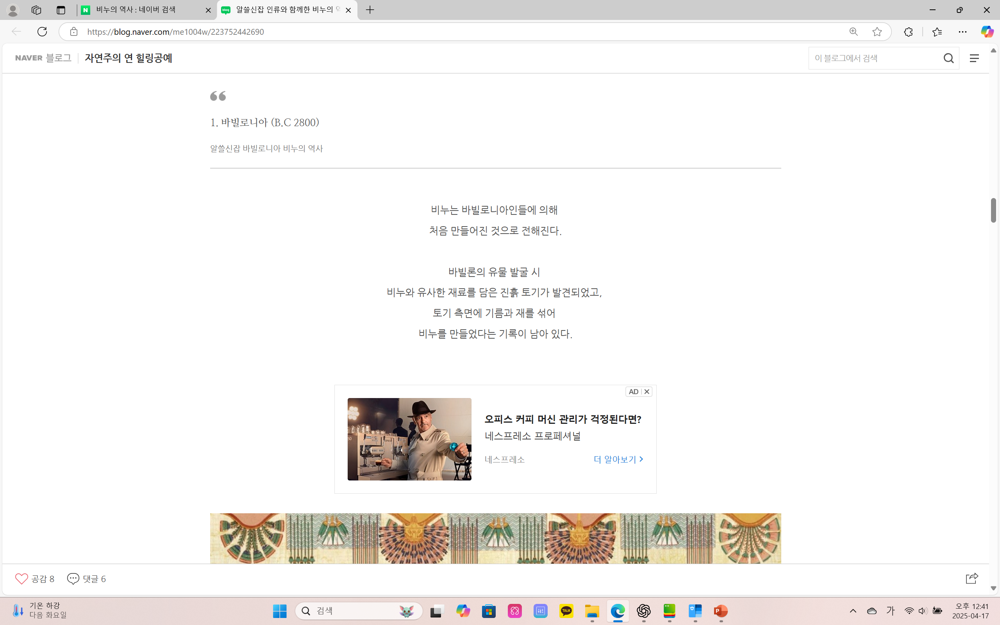 비누의 역사 : 네이버 검색
알쓸신잡 인류와 함께한 비누의
https://blog.naver.com/me1004w/223752442690
NAVER 블로그
자연주의 연 힐링공예
이 블로그에서 검색
1. 바빌로니아 (B.C 2800)
알쓸신잡 바빌로니아 비누의 역사
비누는 바빌로니아인들에 의해
처음 만들어진 것으로 전해진다.
바빌론의 유물 발굴 시
비누와 유사한 재료를 담은 진흙 토기가 발견되었고,
토기 측면에 기름과 재를 섞어
비누를 만들었다는 기록이 남아 있다.
AD
오피스 커피 머신 관리가 걱정된다면?
네스프레소 프로페셔널
네스프레소
더 알아보기
공감 8
댓글 6
기온 하강
다음 화요일
검색
TALK
가
오후 12:41
2025-04-17